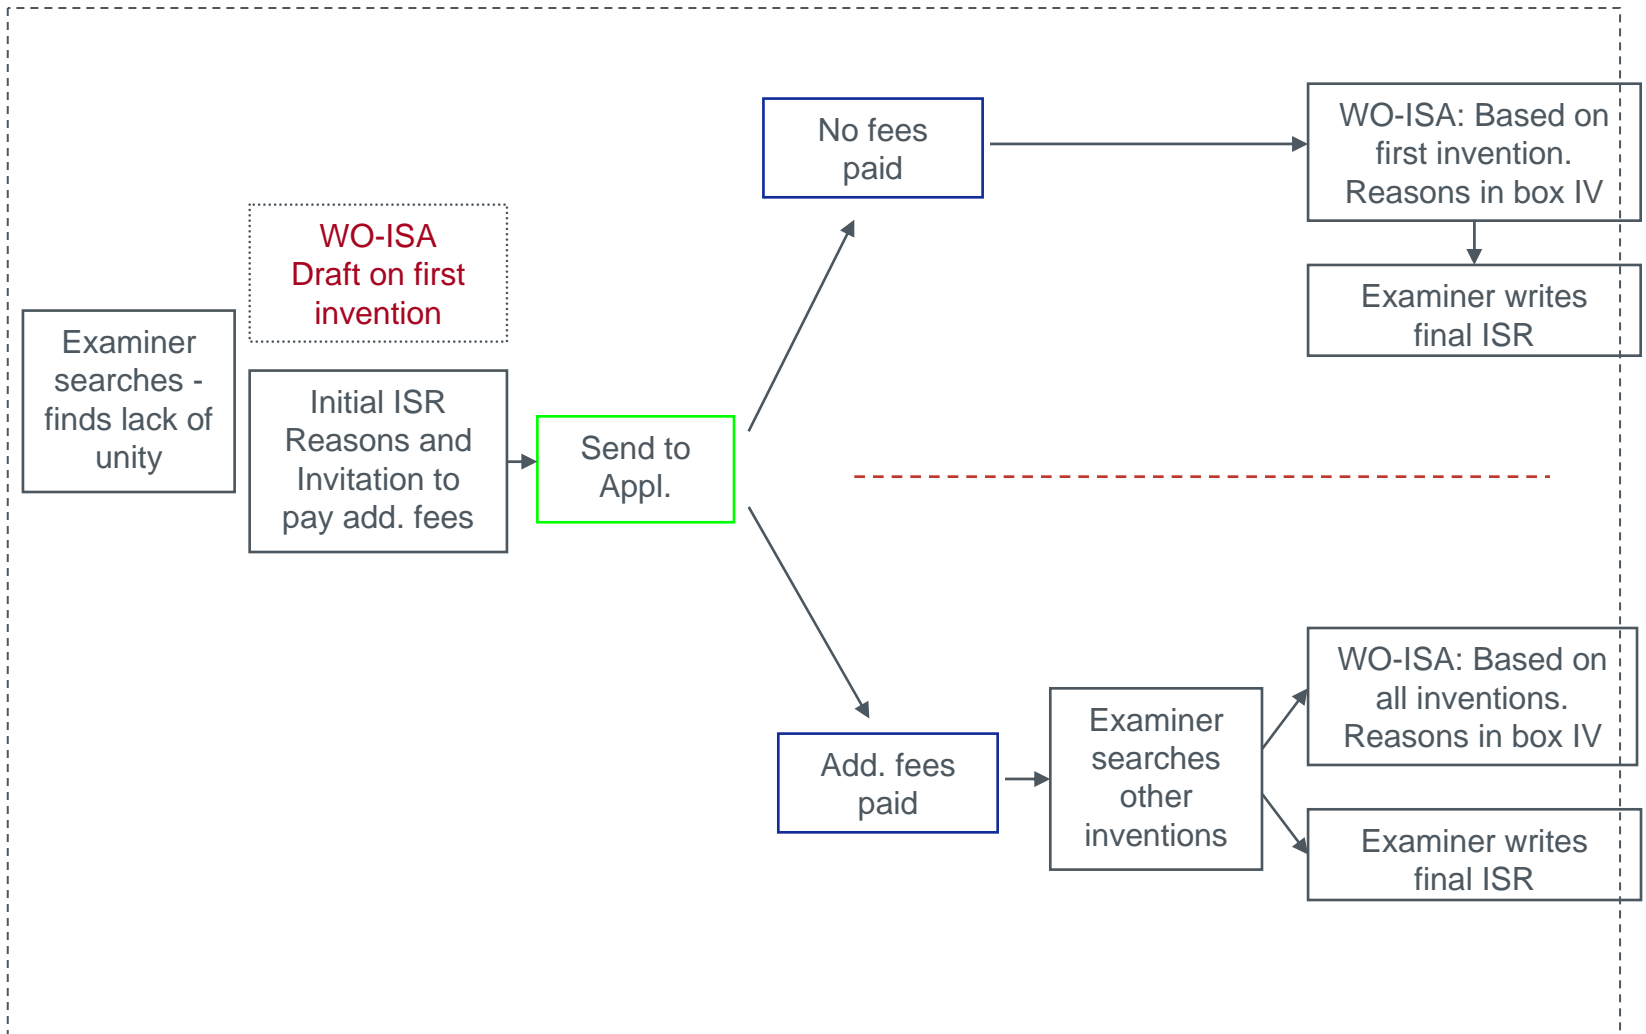 Examiner
searches -
finds lack of
unity
WO-ISA
Draft on first
invention
Initial ISR
Reasons and
Invitation to
pay add. fees
Send to
Appl.
No fees
paid
WO-ISA: Based on
first invention.
Reasons in box IV
Examiner writes
final ISR
Add. fees
paid
Examiner
searches
other
inventions
WO-ISA: Based on
all inventions.
Reasons in box IV
Examiner writes
final ISR